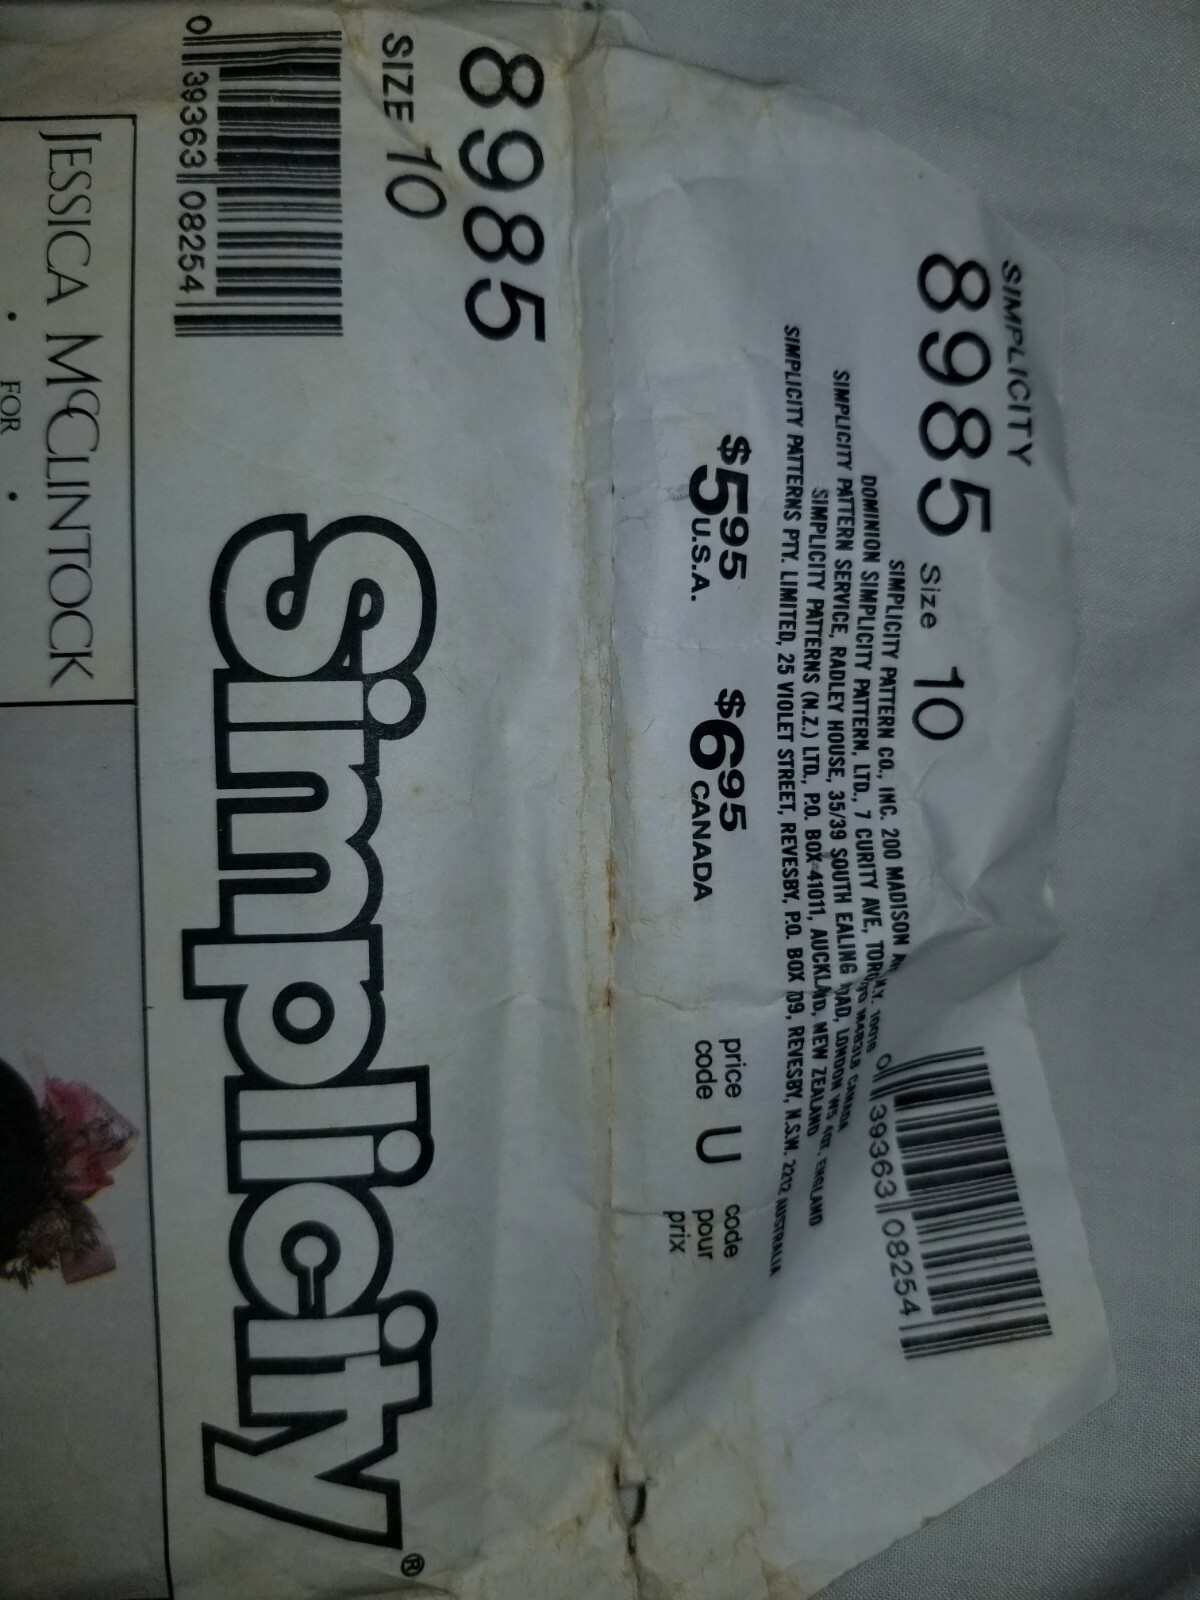 SIMPLICITY
8985 Size 10
0 39363 08254
SIMPLICITY PATTERN CO., INC. 200 MADISON
DOMINION SIMPLICITY PATTERN, LTD., 7 CURITY AVE, CANADA
SIMPLICITY PATTERN SERVICE, RADLEY HOUSE, 35/39 SOUTH EALING LONDON ENGLAND
SIMPLICITY PATTERNS (N.Z.) LTD., P.O. BOX 41011, AUCKLAND, NEW ZEALAND
SIMPLICITY PATTERNS PTY. LIMITED, 25 VIOLET STREET, REVESBY, P.O. BOX REVESBY, N.S.W. 2212 AUSTRALIA
$5.95 U.S.A. $6.95 CANADA price code U code pour prix
8985
SIZE 10
0 39363 08254
Simplicity®
JESSICA McCLINTOCK
• FOR •